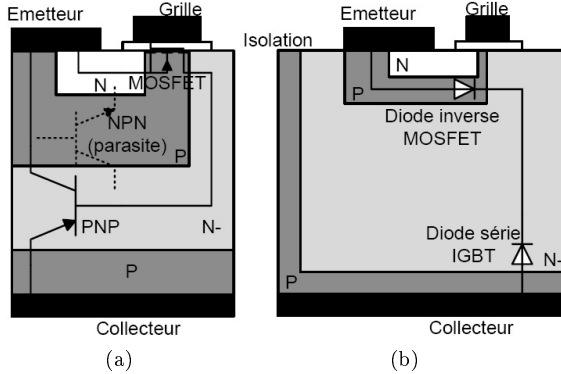 Emetteur
Grille
N
MOSFET
NPN
(parasite)
P
PNP
N-
P
Collecteur
(a)
Isolation
Emetteur
Grille
N
P
Diode inverse
MOSFET
Diode série
IGBT
N-
P
Collecteur
(b)